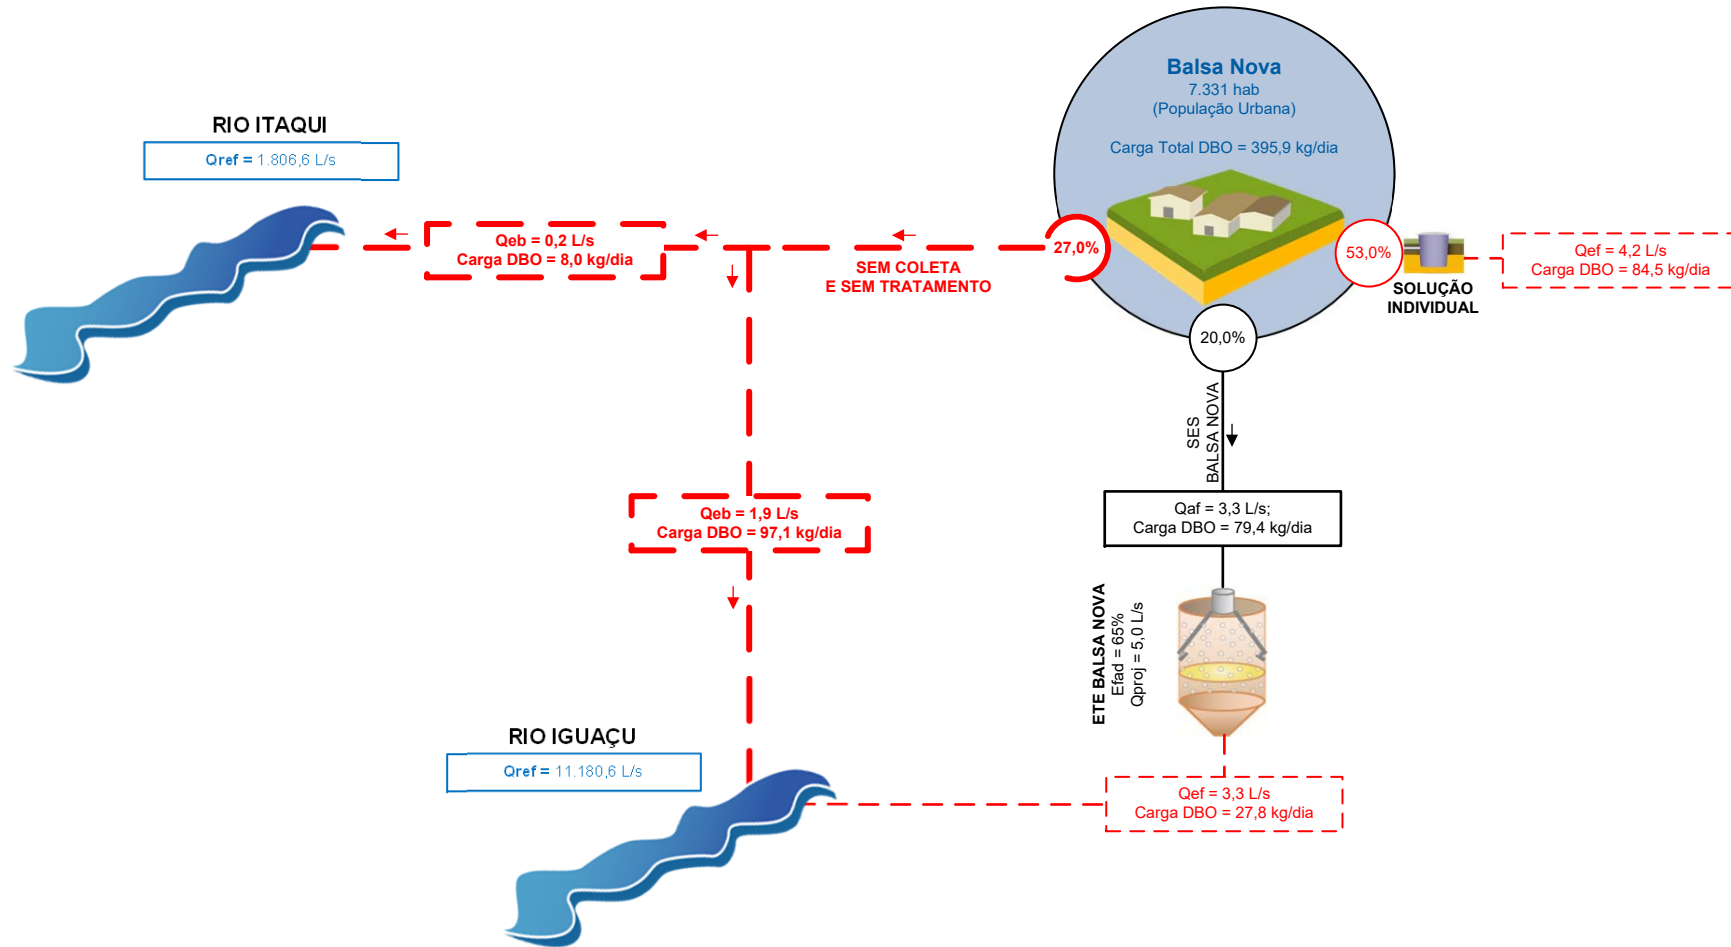 Balsa Nova
7.331 hab
(População Urbana)
Carga Total DBO = 395,9 kg/dia
RIO ITAQUI
Qref = 1.806,6 L/s
Qeb = 0,2 L/s
Carga DBO = 8,0 kg/dia
SEM COLETA
E SEM TRATAMENTO
27,0%
53,0%
SOLUÇÃO
INDIVIDUAL
Qef = 4,2 L/s
Carga DBO = 84,5 kg/dia
20,0%
SES
BALSA NOVA
Qeb = 1,9 L/s
Carga DBO = 97,1 kg/dia
Qaf = 3,3 L/s;
Carga DBO = 79,4 kg/dia
ETE BALSA NOVA
Efad = 65%
Qproj = 5,0 L/s
RIO IGUAÇU
Qref = 11.180,6 L/s
Qef = 3,3 L/s
Carga DBO = 27,8 kg/dia